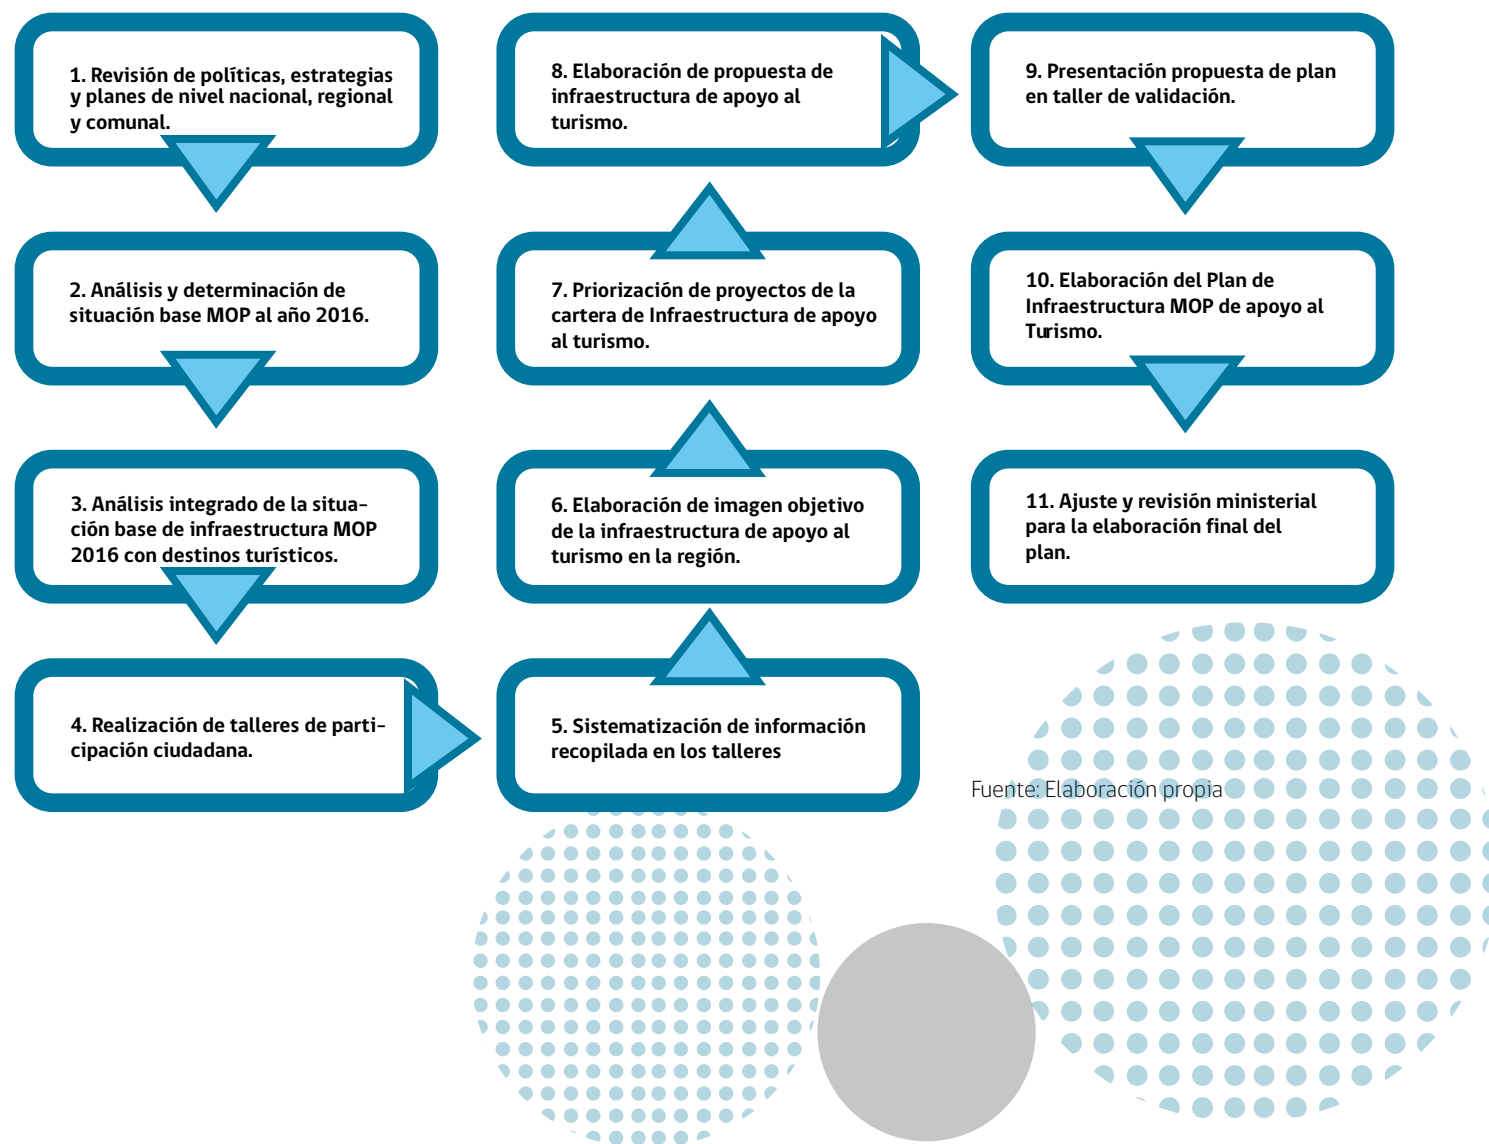 1. Revisión de políticas, estrategias
y planes de nivel nacional, regional
y comunal.
2. Análisis y determinación de
situación base MOP al año 2016.
3. Análisis integrado de la situa-
ción base de infraestructura MOP
2016 con destinos turísticos.
4. Realización de talleres de parti-
cipación ciudadana.
5. Sistematización de información
recopilada en los talleres
6. Elaboración de imagen objetivo
de la infraestructura de apoyo al
turismo en la región.
7. Priorización de proyectos de la
cartera de Infraestructura de apoyo
al turismo.
8. Elaboración de propuesta de
infraestructura de apoyo al
turismo.
9. Presentación propuesta de plan
en taller de validación.
10. Elaboración del Plan de
Infraestructura MOP de apoyo al
Turismo.
11. Ajuste y revisión ministerial
para la elaboración final del
plan.
Fuente: Elaboración propia